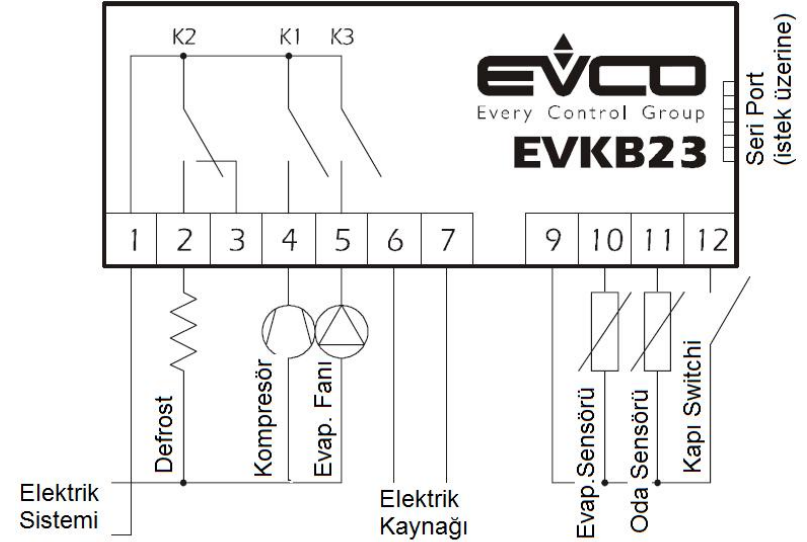 K2 K1 K3
EVCO
Every Control Group
EVKB23
Seri Port
(istek üzerine)
1 2 3 4 5 6 7 9 10 11 12
Defrost
Kompresör
Evap. Fanı
Evap.Sensörü
Oda Sensörü
Kapı Switchi
Elektrik
Sistemi
Elektrik
Kaynağı